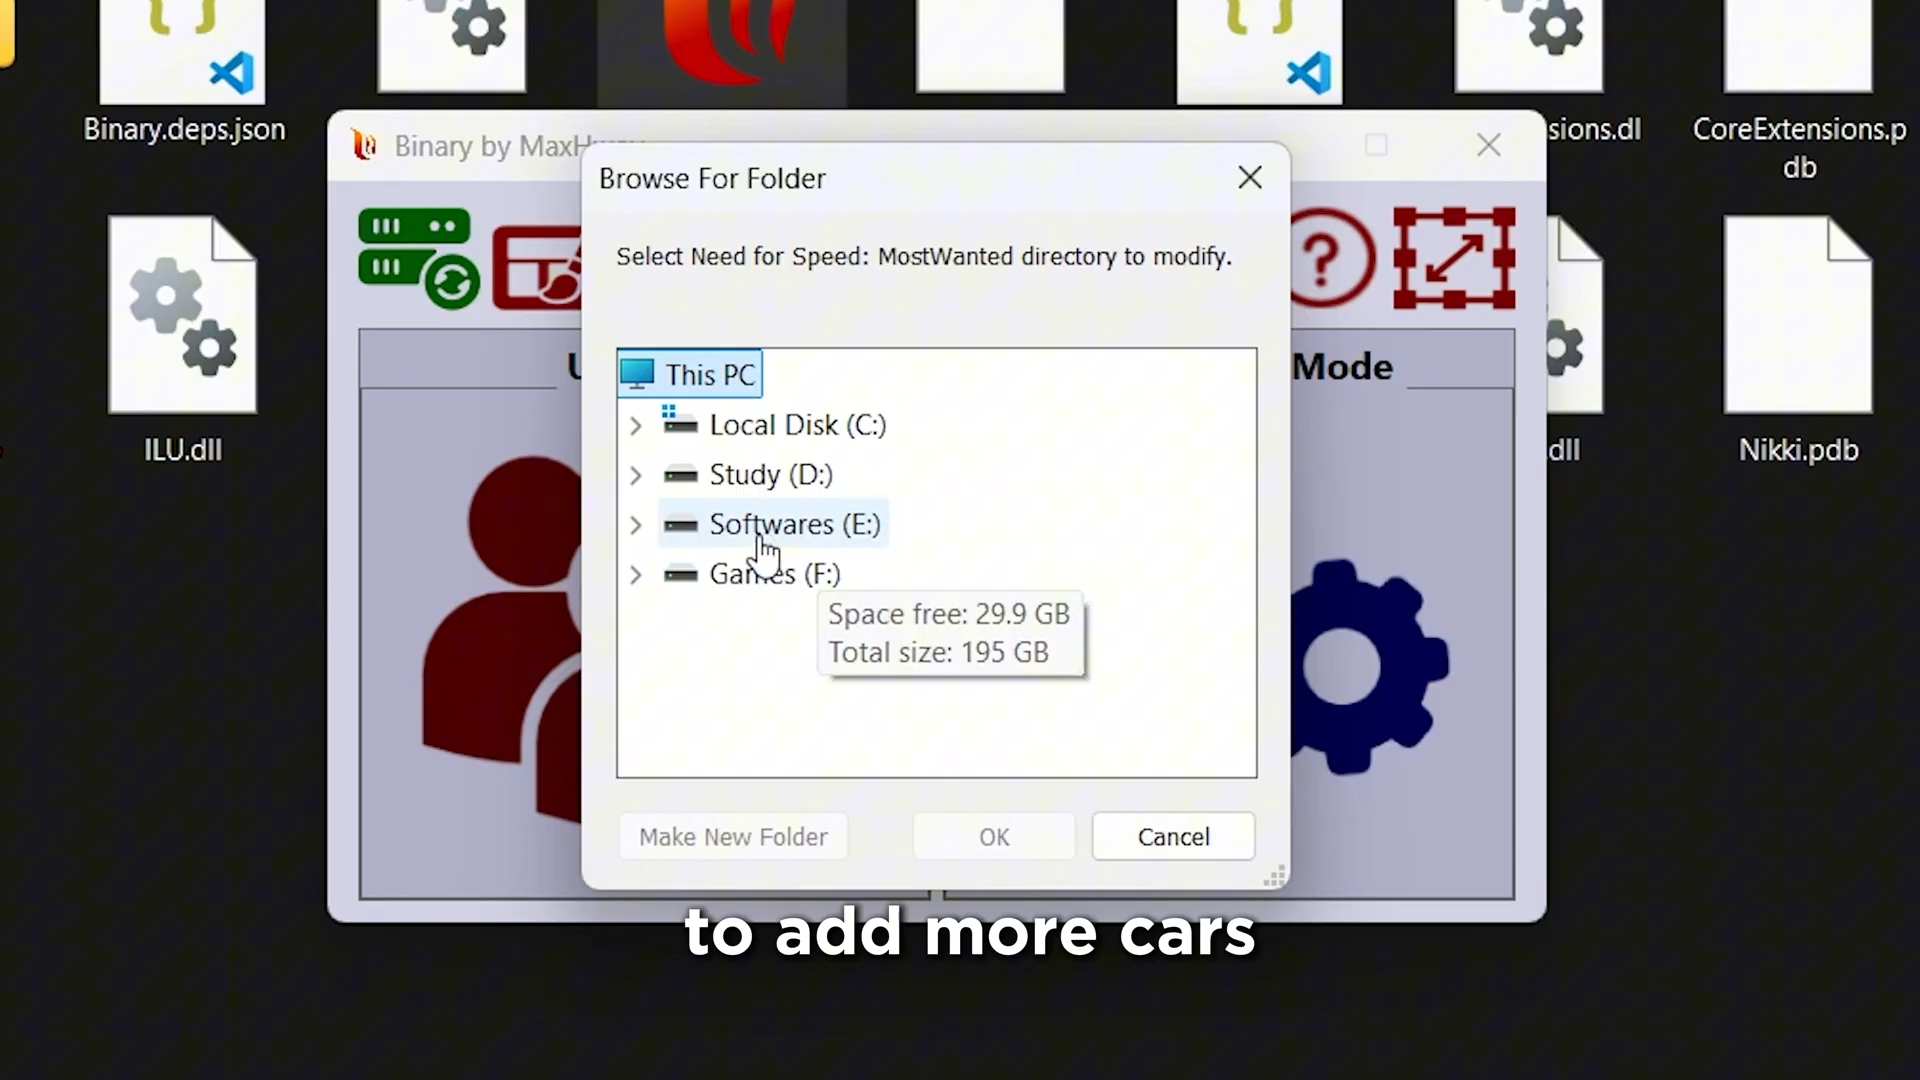 Binary.deps.json
sions.dl
CoreExtensions.p
db
Binary by MaxH
Browse For Folder
Select Need for Speed: MostWanted directory to modify.
This PC
Mode
Local Disk (C:)
Study (D:)
Softwares (E:)
Games (F:)
ILU.dll
.dll
Nikki.pdb
Space free: 29.9 GB
Total size: 195 GB
Make New Folder
OK
Cancel
to add more cars